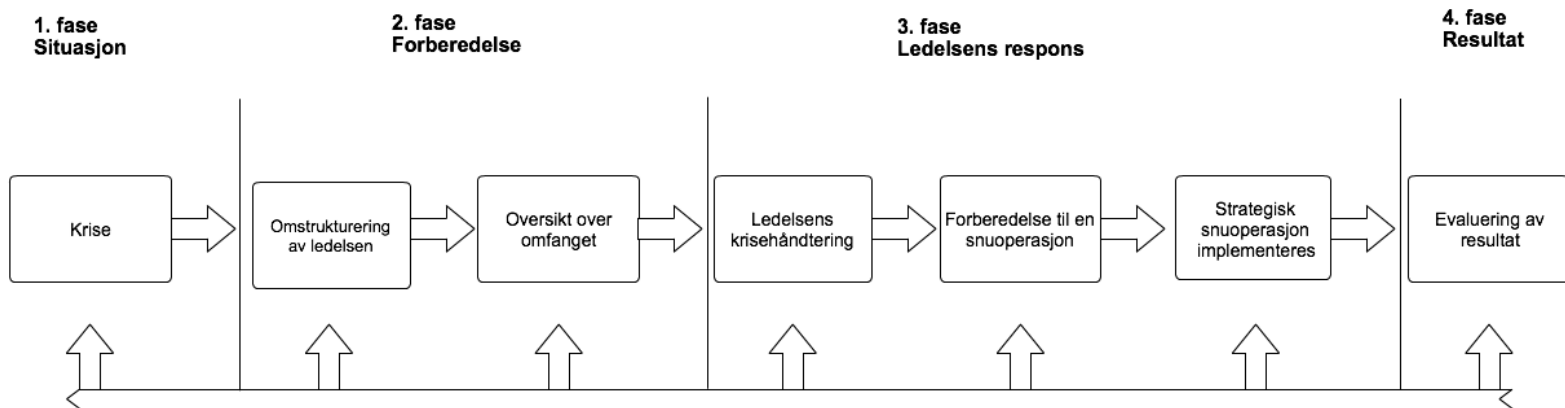 1. fase
Situasjon
2. fase
Forberedelse
3. fase
Ledelsens respons
4. fase
Resultat
Krise
Omstrukturering
av ledelsen
Oversikt over
omfanget
Ledelsens
krisehåndtering
Forberedelse til en
snuoperasjon
Strategisk
snuoperasjon
implementeres
Evaluering av
resultat